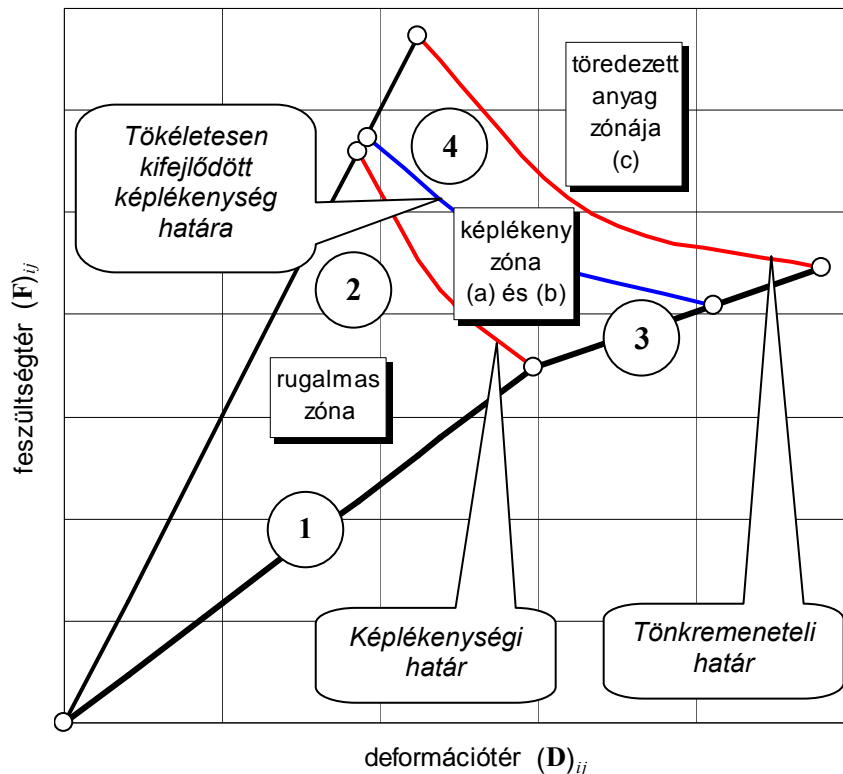 töredezett
anyag
zónája
(c)
Tökéletesen
kifejlődött
képlékenység
határa
4
képlékeny
zóna
(a) és (b)
2
3
rugalmas
zóna
1
Képlékenységi
határ
Tönkremeneteli
határ
feszültségtér (F)ij
deformációtér (D)ij